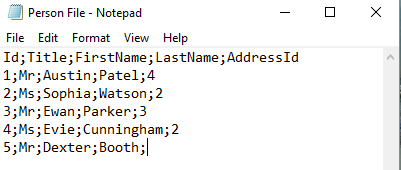 Person File - Notepad
File Edit Format View Help
Id;Title;FirstName;LastName;AddressId
1;Mr;Austin;Patel;4
2;Ms;Sophia;Watson;2
3;Mr;Ewan;Parker;3
4;Ms;Evie;Cunningham;2
5;Mr;Dexter;Booth;